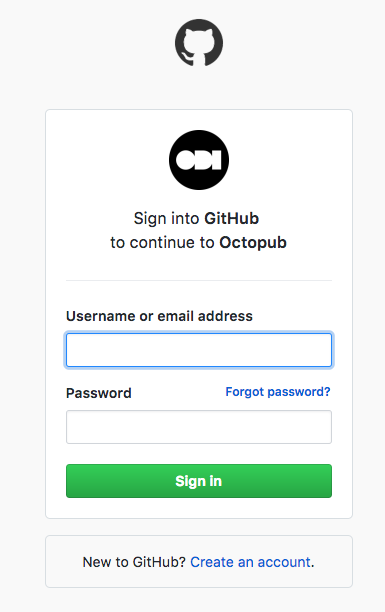 ODI
Sign into GitHub
to continue to Octopub
Username or email address
Password Forgot password?
Sign in
New to GitHub? Create an account.